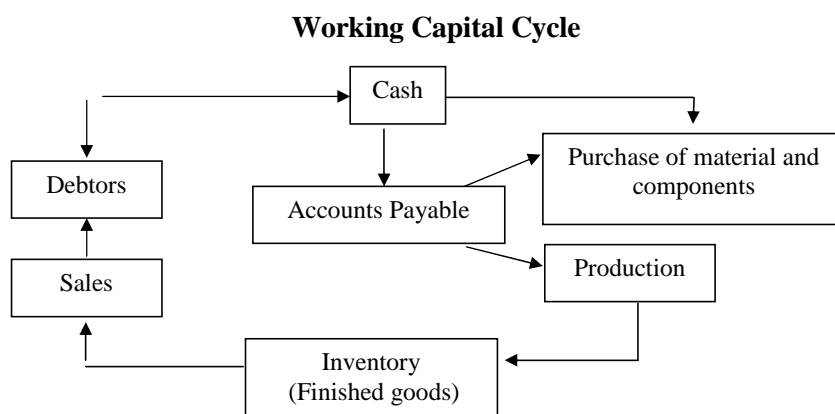 Working Capital Cycle
Cash
Purchase of material and
components
Debtors
Accounts Payable
Sales
Production
Inventory
(Finished goods)